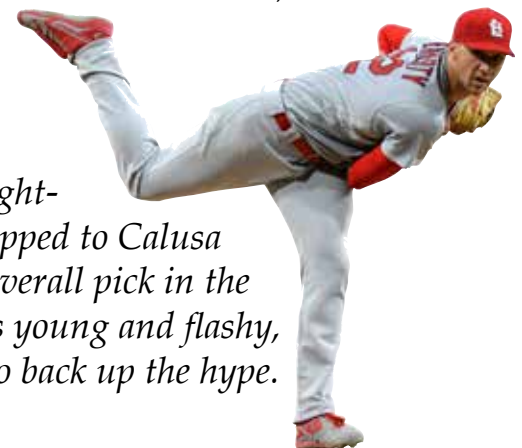 ght-
pped to Calusa
verall pick in the
s young and flashy,
o back up the hype.